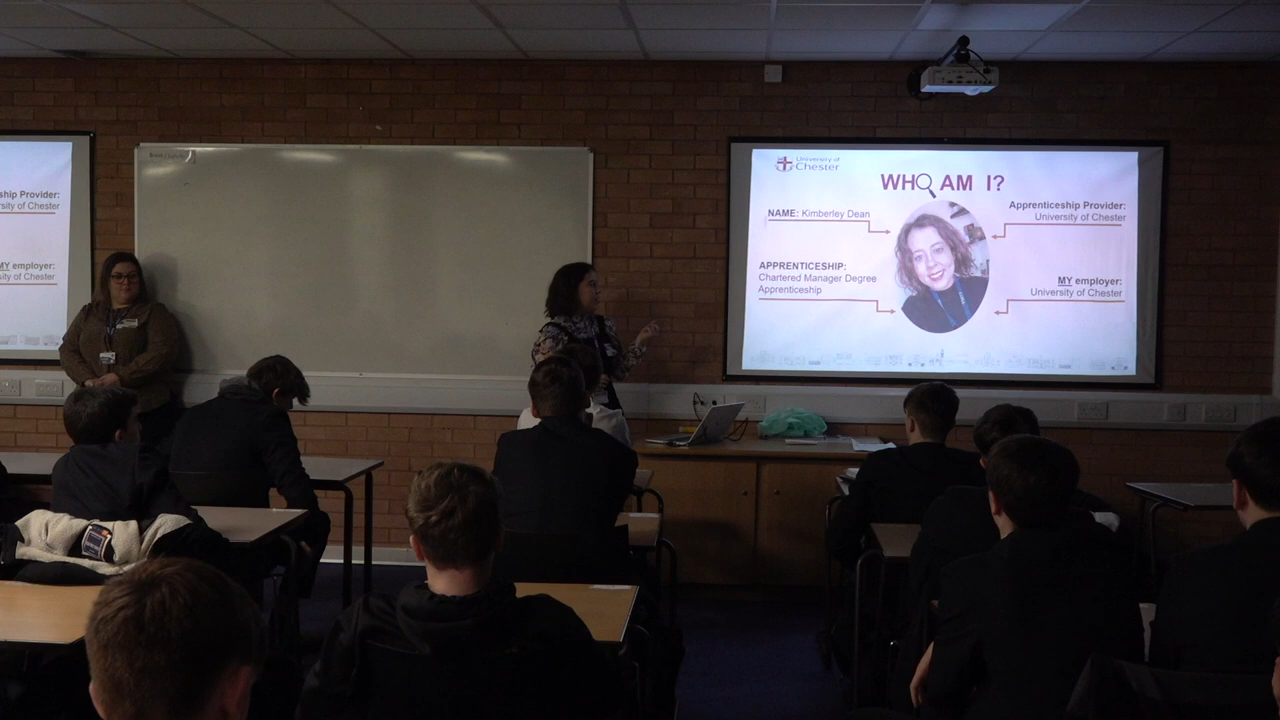 ship Provider:
sity of Chester
MY employer:
sity of Chester
University of
Chester
WHO AM I?
NAME: Kimberley Dean
Apprenticeship Provider:
University of Chester
APPRENTICESHIP:
Chartered Manager Degree
Apprenticeship
MY employer:
University of Chester